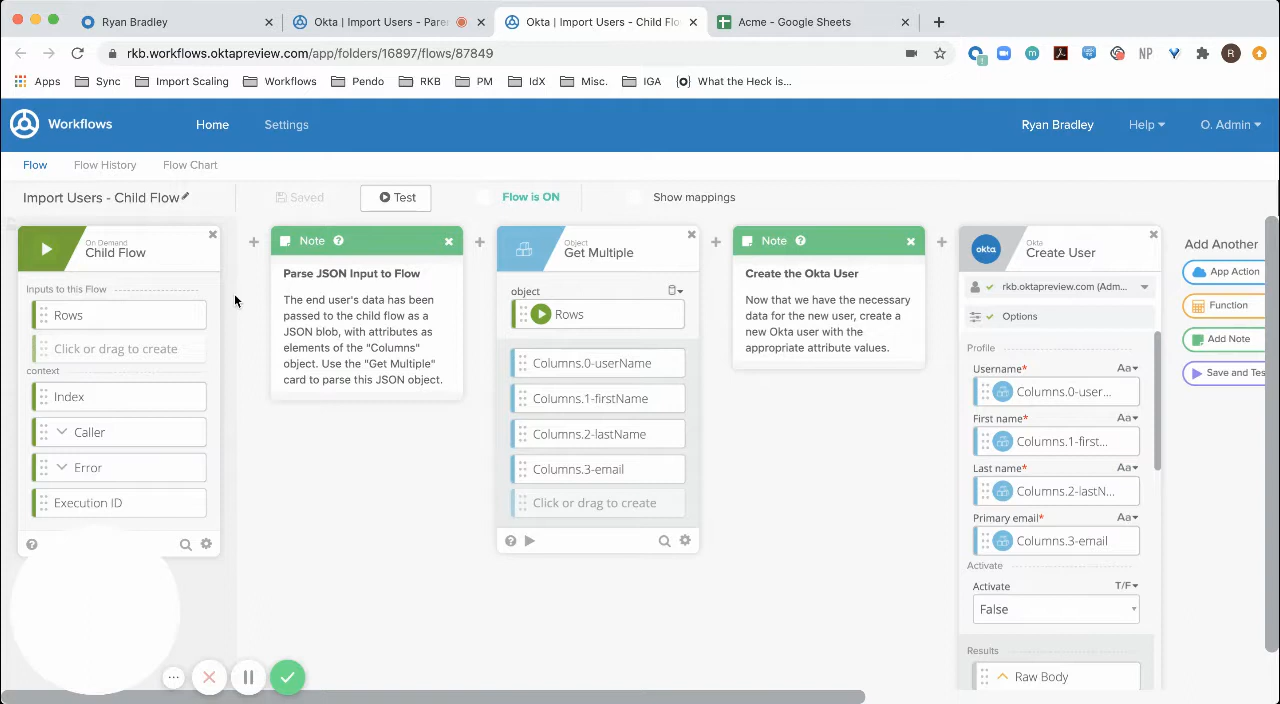 Ryan Bradley
Okta | Import Users - Pare
Okta | Import Users - Child Flo
Acme - Google Sheets
rkb.workflows.oktapreview.com/app/folders/16897/flows/87849
NP
R
Apps
Sync
Import Scaling
Workflows
Pendo
RKB
PM
IdX
Misc.
IGA
What the Heck is...
Workflows
Home
Settings
Ryan Bradley
Help
O. Admin
Flow
Flow History
Flow Chart
Import Users - Child Flow
Saved
Test
Flow is ON
Show mappings
On Demand
Child Flow
Inputs to this Flow
Rows
Click or drag to create
context
Index
Caller
Error
Execution ID
Note
Parse JSON Input to Flow
The end user's data has been
passed to the child flow as a
JSON blob, with attributes as
elements of the "Columns"
object. Use the "Get Multiple"
card to parse this JSON object.
Object
Get Multiple
object
Rows
Columns.0-userName
Columns.1-firstName
Columns.2-lastName
Columns.3-email
Click or drag to create
Note
Create the Okta User
Now that we have the necessary
data for the new user, create a
new Okta user with the
appropriate attribute values.
okta
Okta
Create User
rkb.oktapreview.com (Adm...
Options
Profile
Username*
Aa
Columns.0-user...
First name*
Aa
Columns.1-first...
Last name*
Aa
Columns.2-lastN...
Primary email*
Aa
Columns.3-email
Activate
Activate
T/F
False
Results
Raw Body
Add Another
App Action
Function
Add Note
Save and Tes